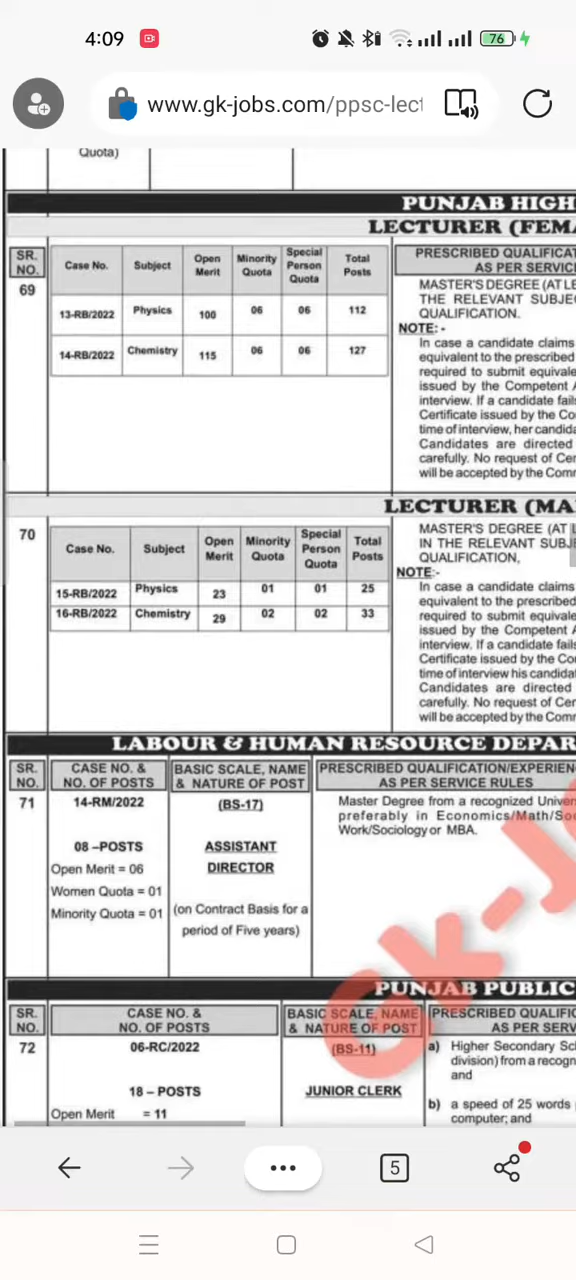 4:09
76
www.gk-jobs.com/ppsc-lect
Quota)
PUNJAB HIGH
LECTURER (FEMA
SR. NO.
Case No. Subject Open Merit Minority Quota Special Person Quota Total Posts
PRESCRIBED QUALIFICAT
AS PER SERVICE
69
13-RB/2022 Physics 100 06 06 112
14-RB/2022 Chemistry 115 06 06 127
MASTER'S DEGREE (AT LE
THE RELEVANT SUBJE
QUALIFICATION.
NOTE: -
In case a candidate claims
equivalent to the prescribed
required to submit equivale
issued by the Competent A
interview. If a candidate fails
Certificate issued by the Co
time of interview, her candida
Candidates are directed
carefully. No request of Cer
will be accepted by the Comm
LECTURER (MA
70
Case No. Subject Open Merit Minority Quota Special Person Quota Total Posts
15-RB/2022 Physics 23 01 01 25
16-RB/2022 Chemistry 29 02 02 33
MASTER'S DEGREE (AT L
IN THE RELEVANT SUBJE
QUALIFICATION,
NOTE:-
In case a candidate claims
equivalent to the prescribed
required to submit equivale
issued by the Competent A
interview. If a candidate fails
Certificate issued by the Co
time of interview his candidat
Candidates are directed
carefully. No request of Cer
will be accepted by the Comm
LABOUR & HUMAN RESOURCE DEPAR
SR. NO.
CASE NO. & NO. OF POSTS
BASIC SCALE, NAME & NATURE OF POST
PRESCRIBED QUALIFICATION/EXPERIEN
AS PER SERVICE RULES
71
14-RM/2022
08 –POSTS
Open Merit = 06
Women Quota = 01
Minority Quota = 01
(BS-17)
ASSISTANT
DIRECTOR
(on Contract Basis for a
period of Five years)
Master Degree from a recognized Univer
preferably in Economics/Math/Soc
Work/Sociology or MBA.
Gk-J
PUNJAB PUBLIC
SR. NO.
CASE NO. & NO. OF POSTS
BASIC SCALE, NAME & NATURE OF POST
PRESCRIBED QUALIFIC
AS PER SERV
72
06-RC/2022
18 – POSTS
Open Merit = 11
(BS-11)
JUNIOR CLERK
a) Higher Secondary Sch
division) from a recogn
and
b) a speed of 25 words
computer; and
5